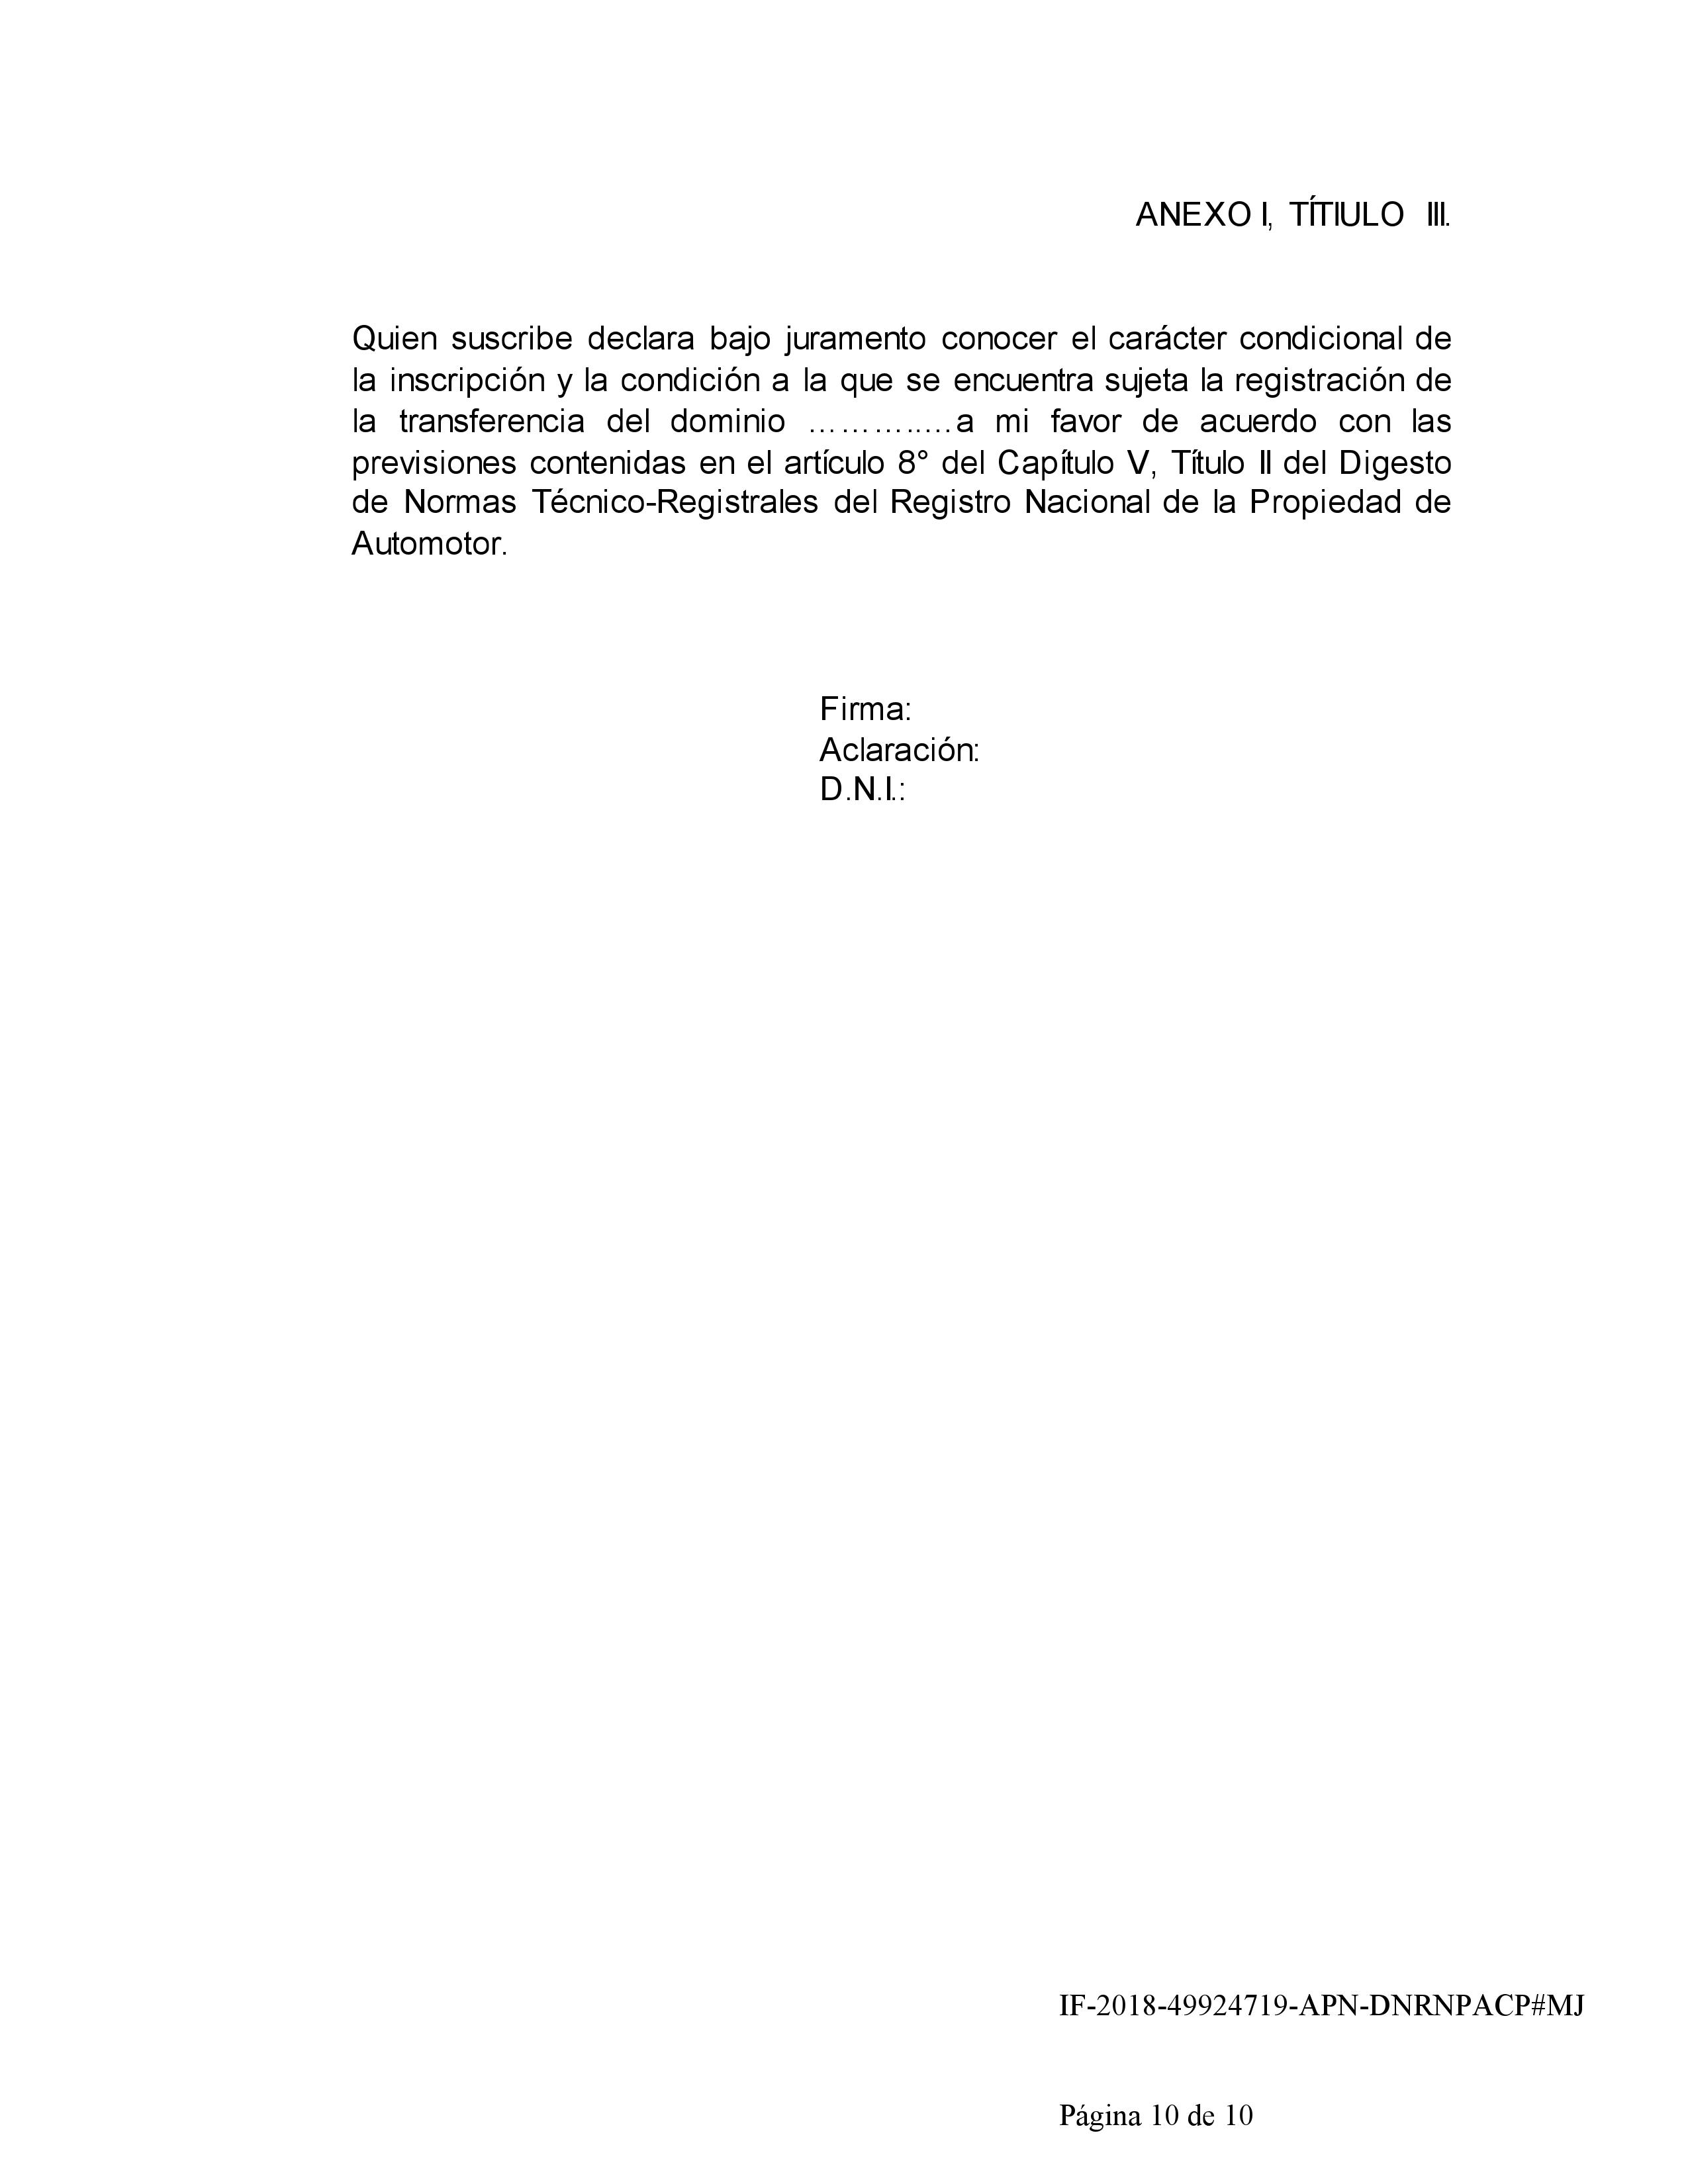 ANEXO I, TÍTIULO III.
Quien suscribe declara bajo juramento conocer el carácter condicional de
la inscripción y la condición a la que se encuentra sujeta la registración de
la transferencia del dominio ………..…a mi favor de acuerdo con las
previsiones contenidas en el artículo 8° del Capítulo V, Título II del Digesto
de Normas Técnico-Registrales del Registro Nacional de la Propiedad de
Automotor.
Firma:
Aclaración:
D.N.I.:
IF-2018-49924719-APN-DNRNPACP#MJ
Página 10 de 10